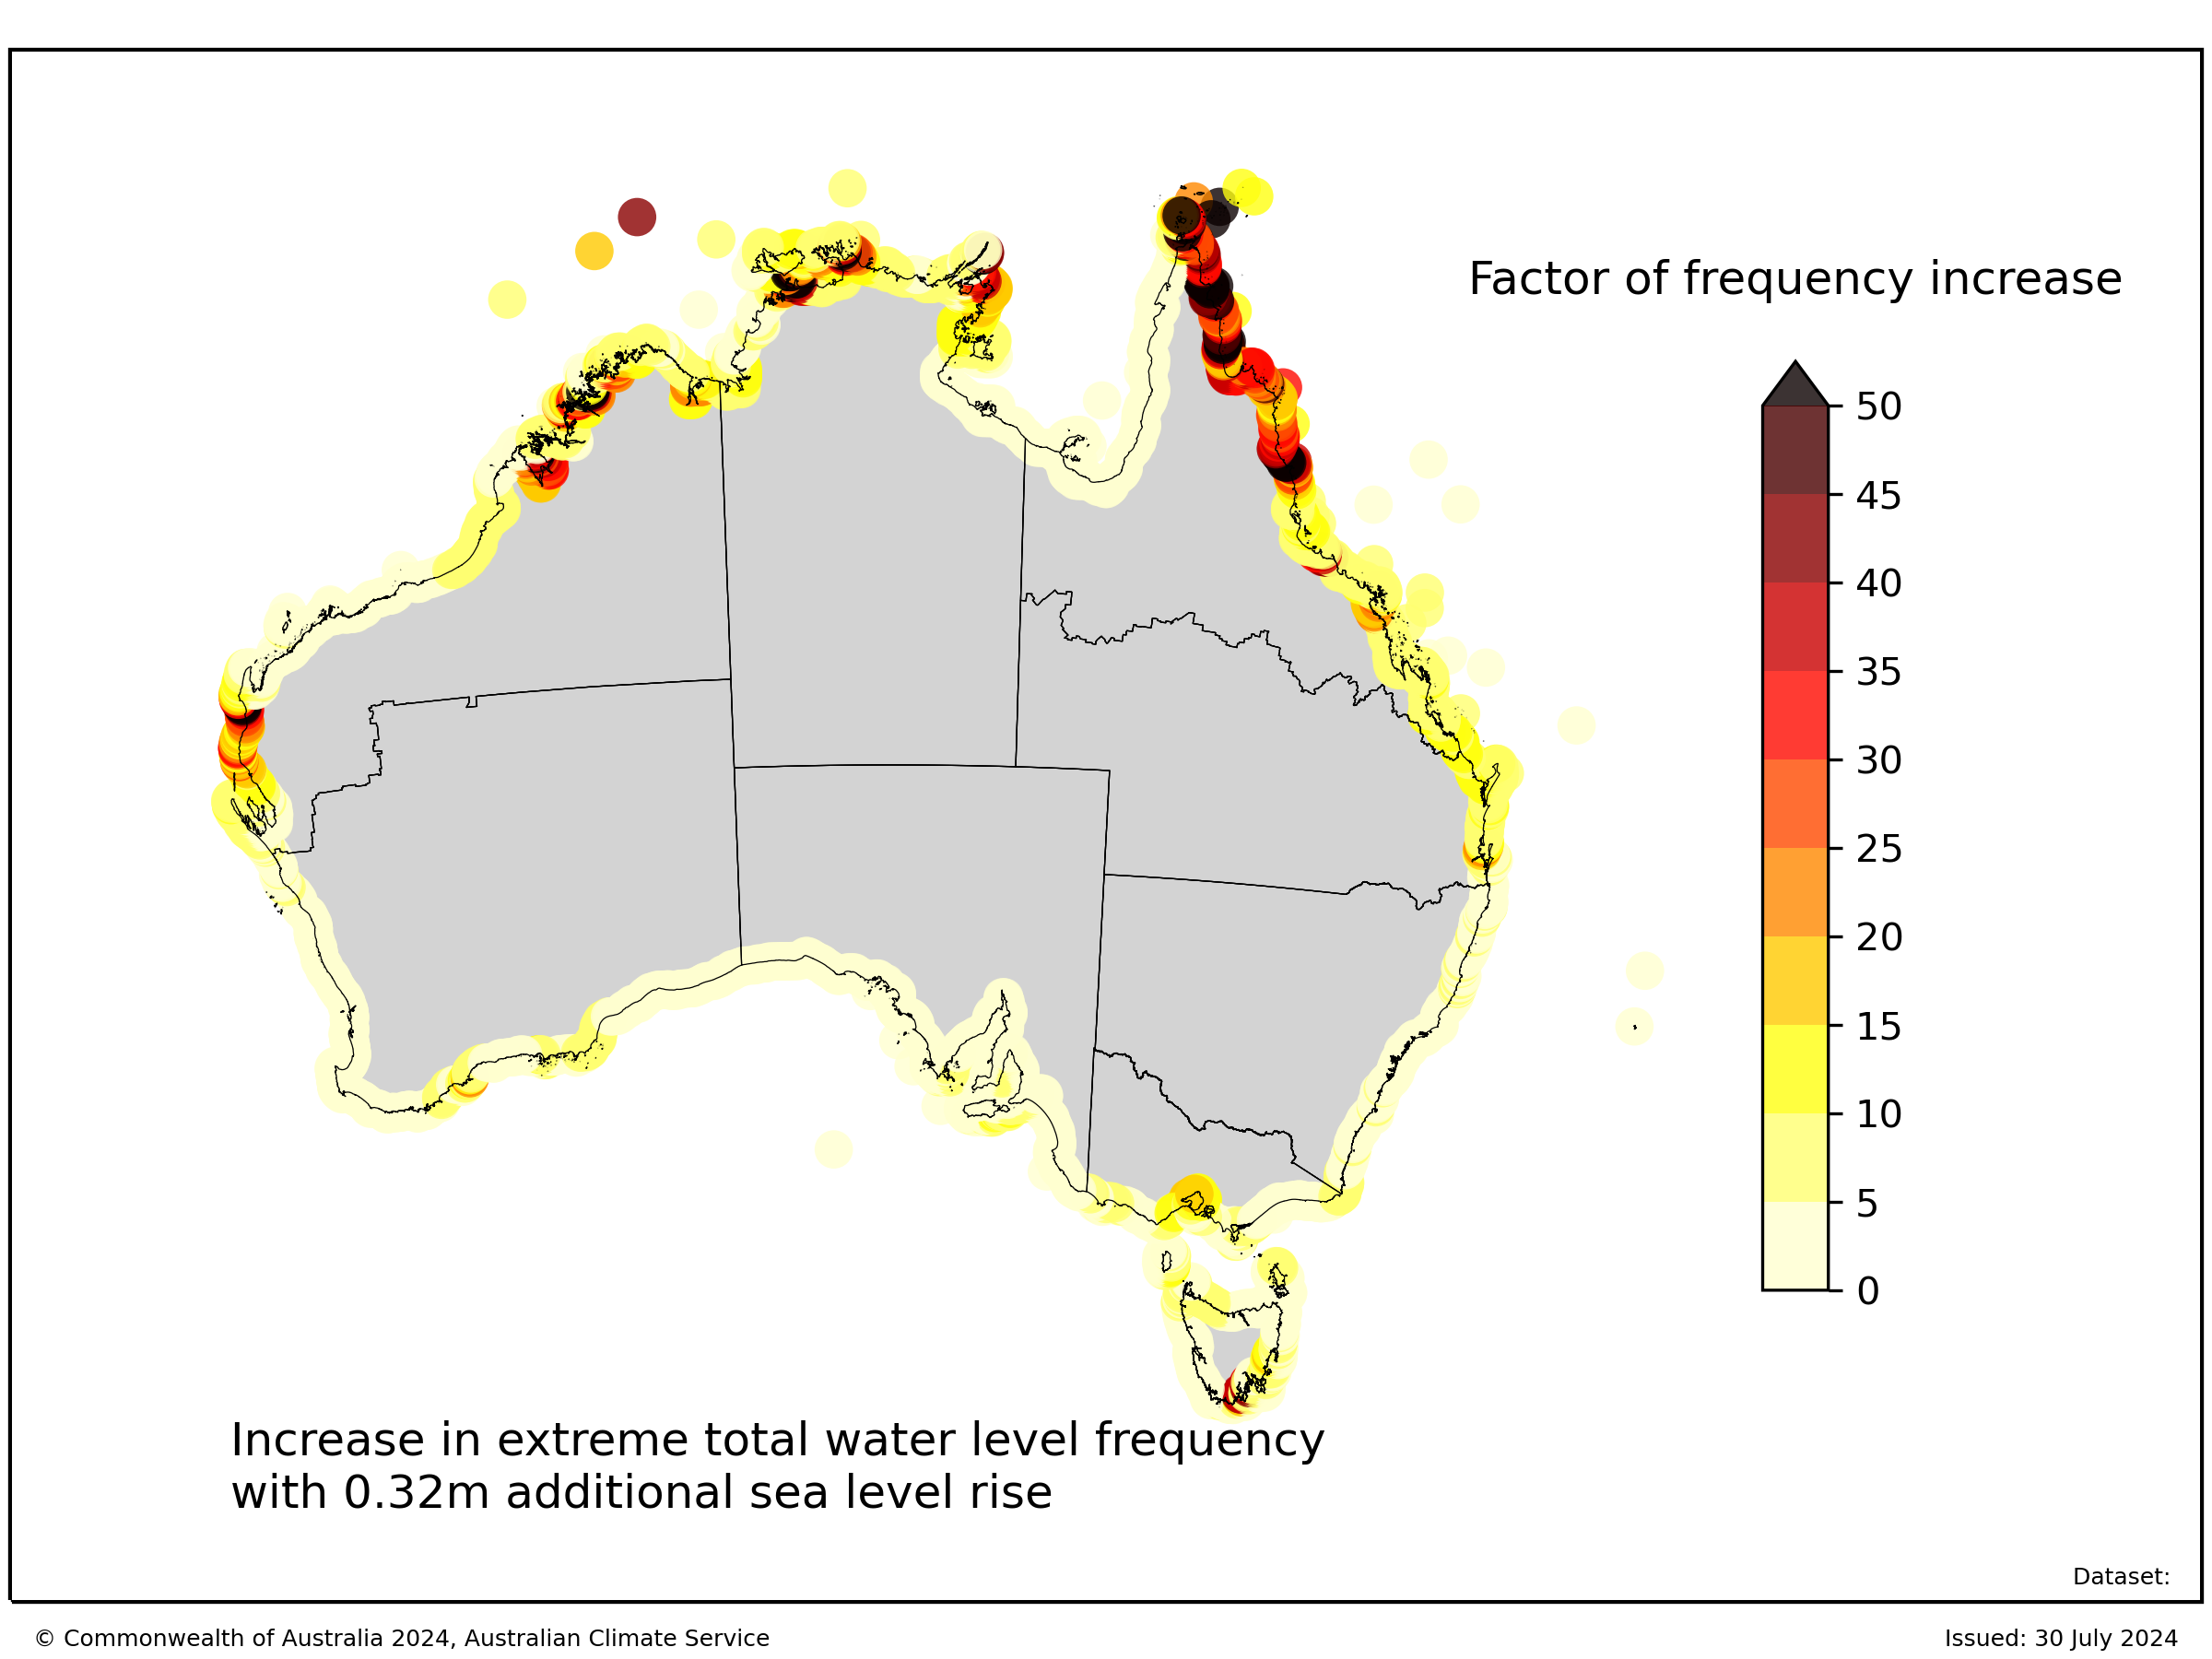 Factor of frequency increase
50
45
40
35
30
25
20
15
10
5
0
Increase in extreme total water level frequency
with 0.32m additional sea level rise
Dataset:
© Commonwealth of Australia 2024, Australian Climate Service
Issued: 30 July 2024